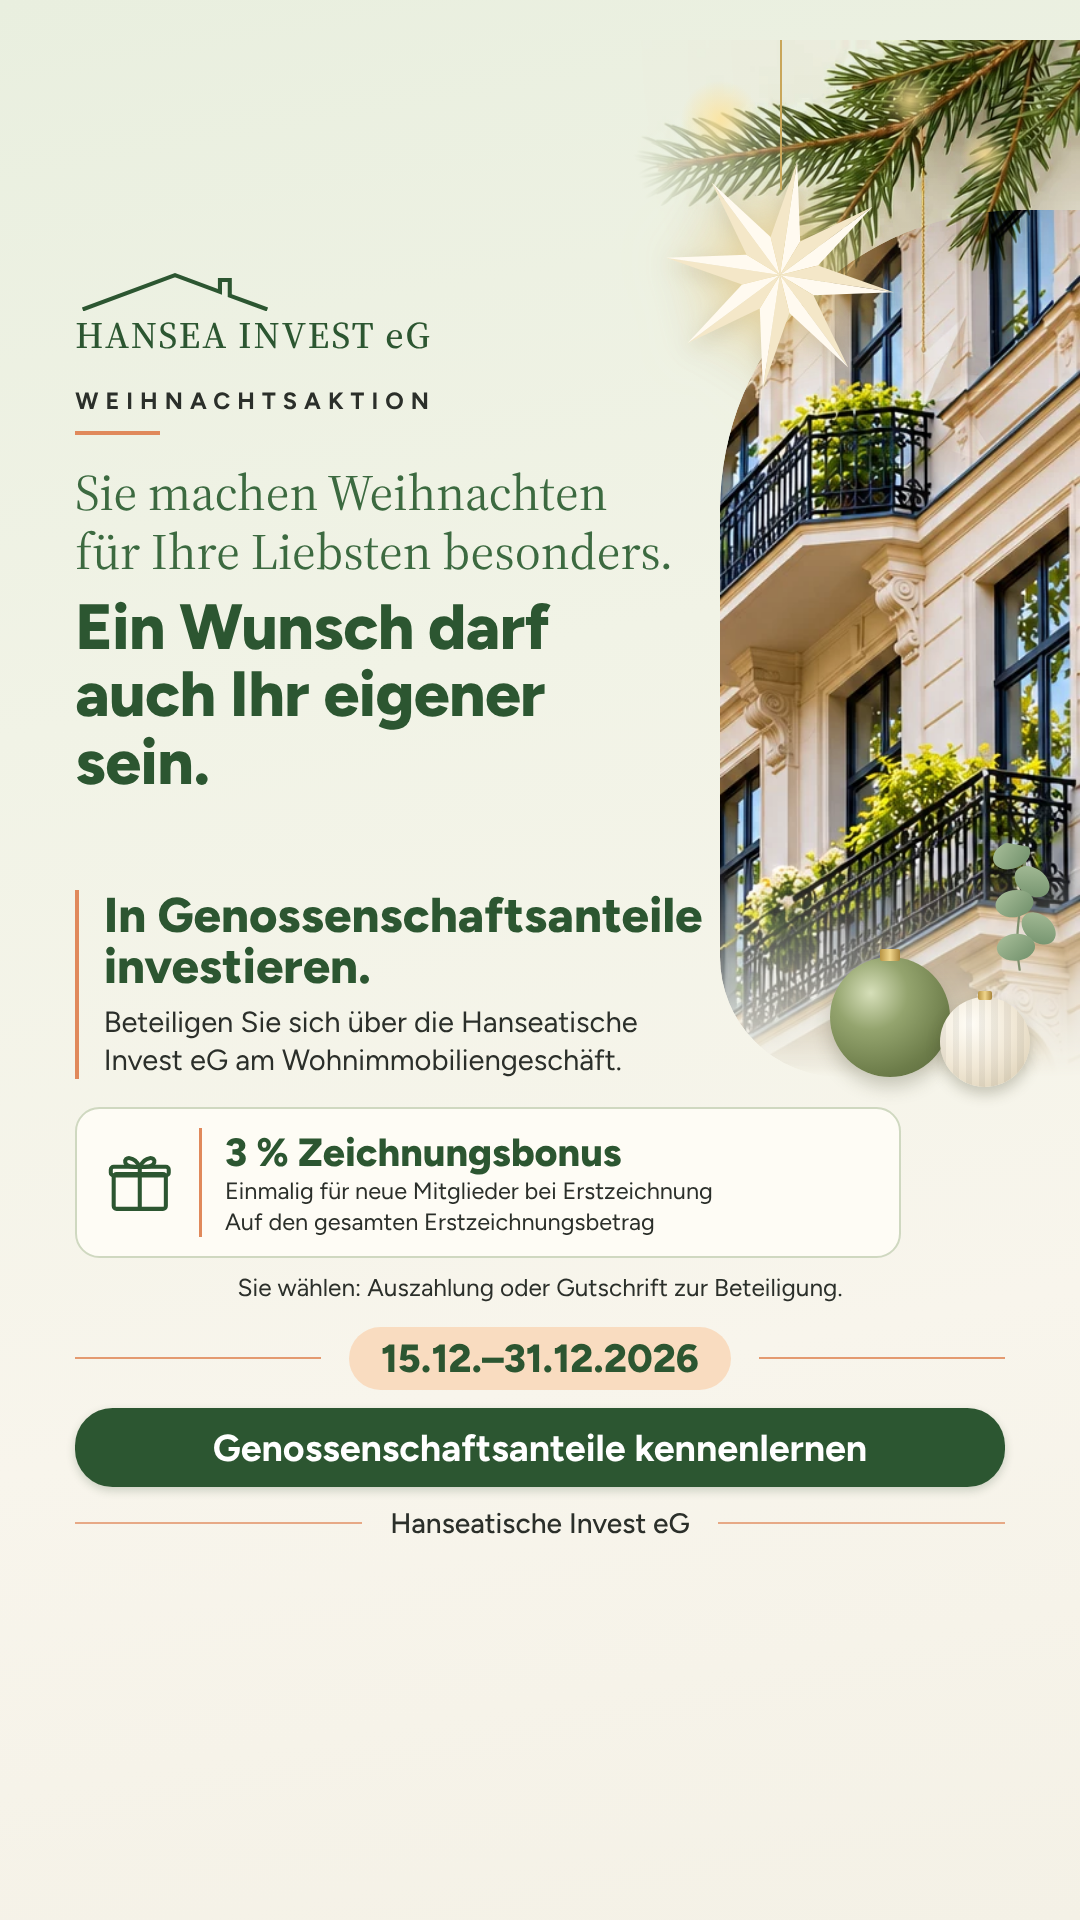 HANSEA INVEST eG
WEIHNACHTSAKTION
Sie machen Weihnachten
für Ihre Liebsten besonders.
Ein Wunsch darf
auch Ihr eigener
sein.
In Genossenschaftsanteile
investieren.
Beteiligen Sie sich über die Hanseatische
Invest eG am Wohnimmobiliengeschäft.
3 % Zeichnungsbonus
Einmalig für neue Mitglieder bei Erstzeichnung
Auf den gesamten Erstzeichnungsbetrag
Sie wählen: Auszahlung oder Gutschrift zur Beteiligung.
15.12.–31.12.2026
Genossenschaftsanteile kennenlernen
Hanseatische Invest eG